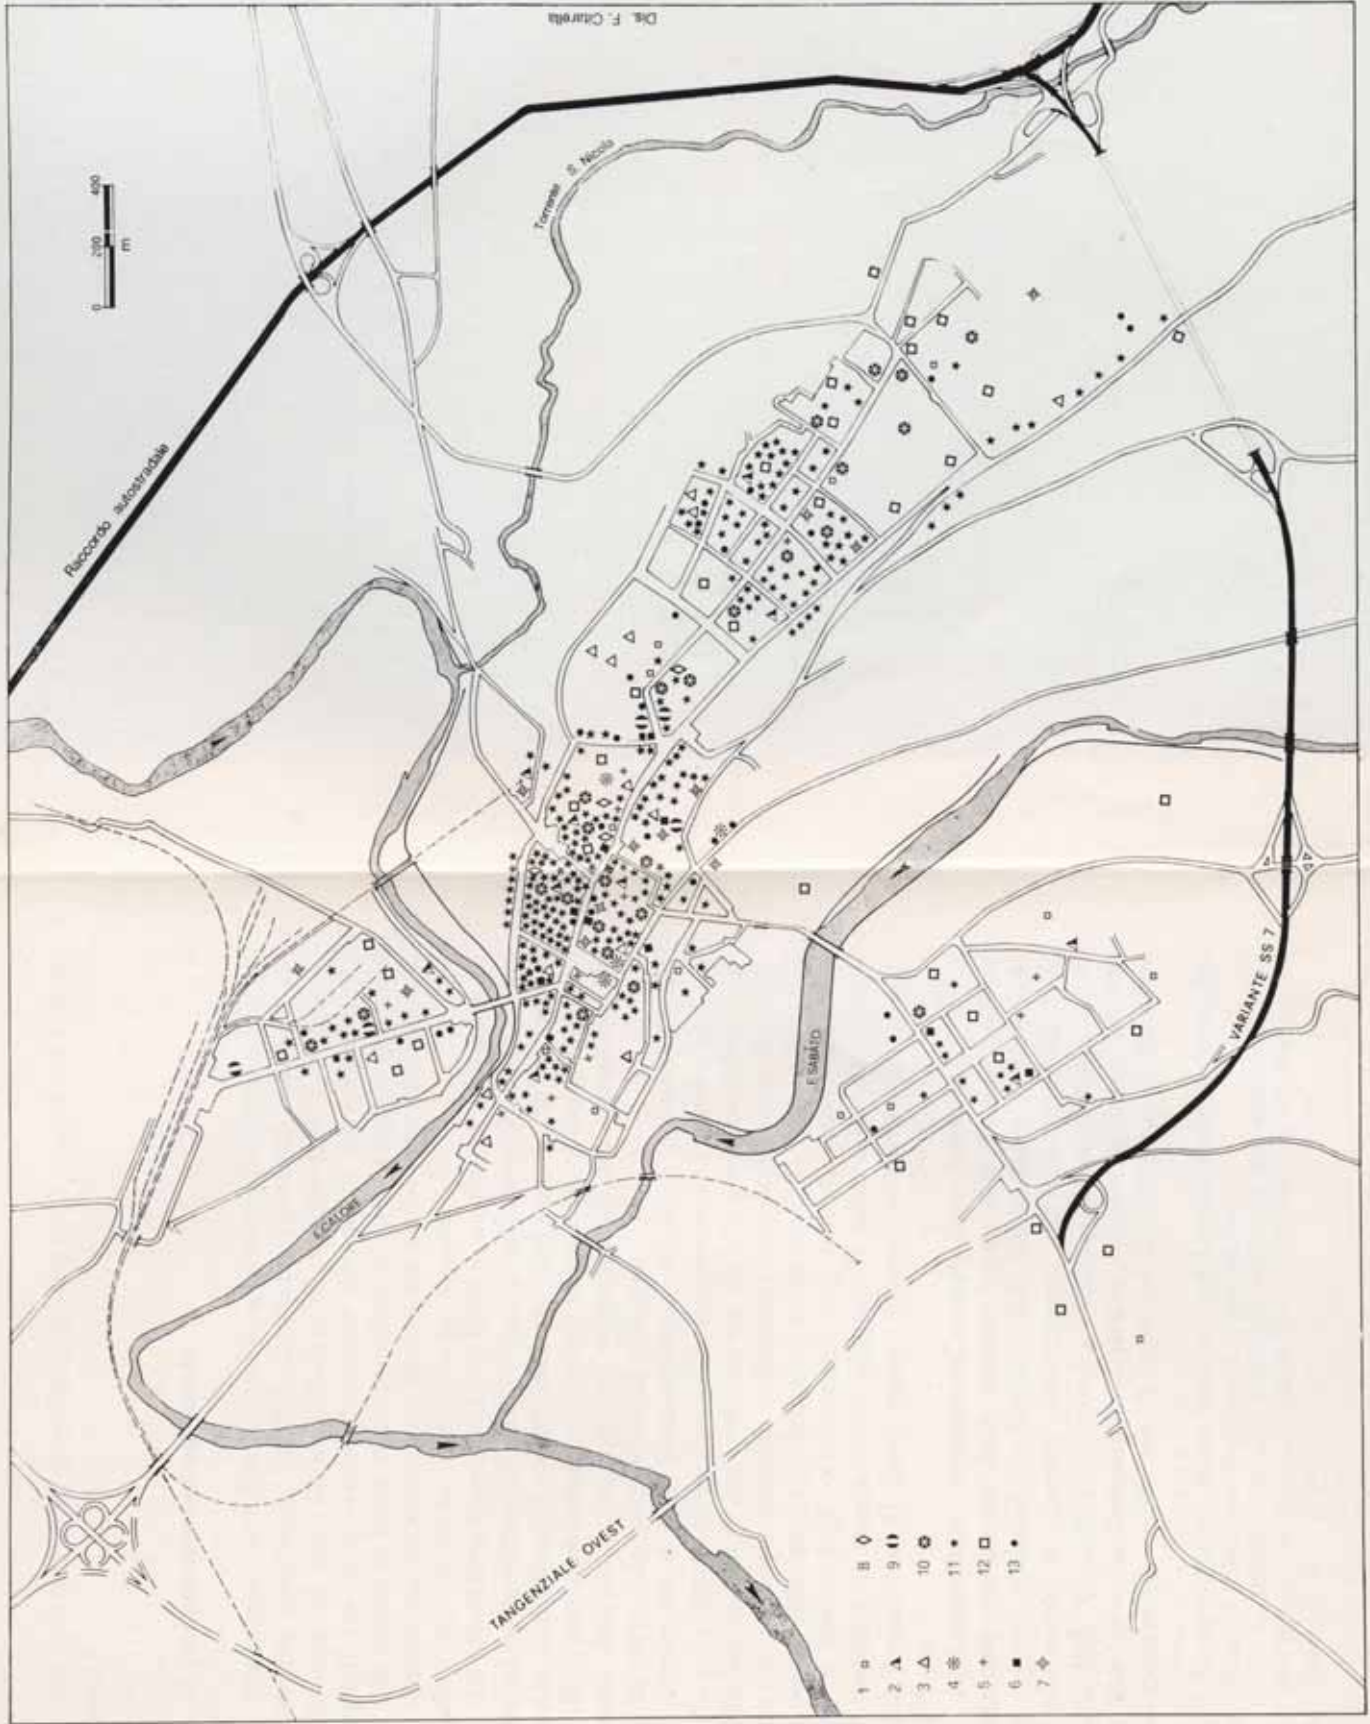 Dis. F. Citarella
0 200 400
m
Raccordo autostradale
Torrente S. Nicola
F. CALORE
F. SABATO
VARIANTE SS 7
TANGENZIALE OVEST
1
2
3
4
5
6
7
8
9
10
11
12
13